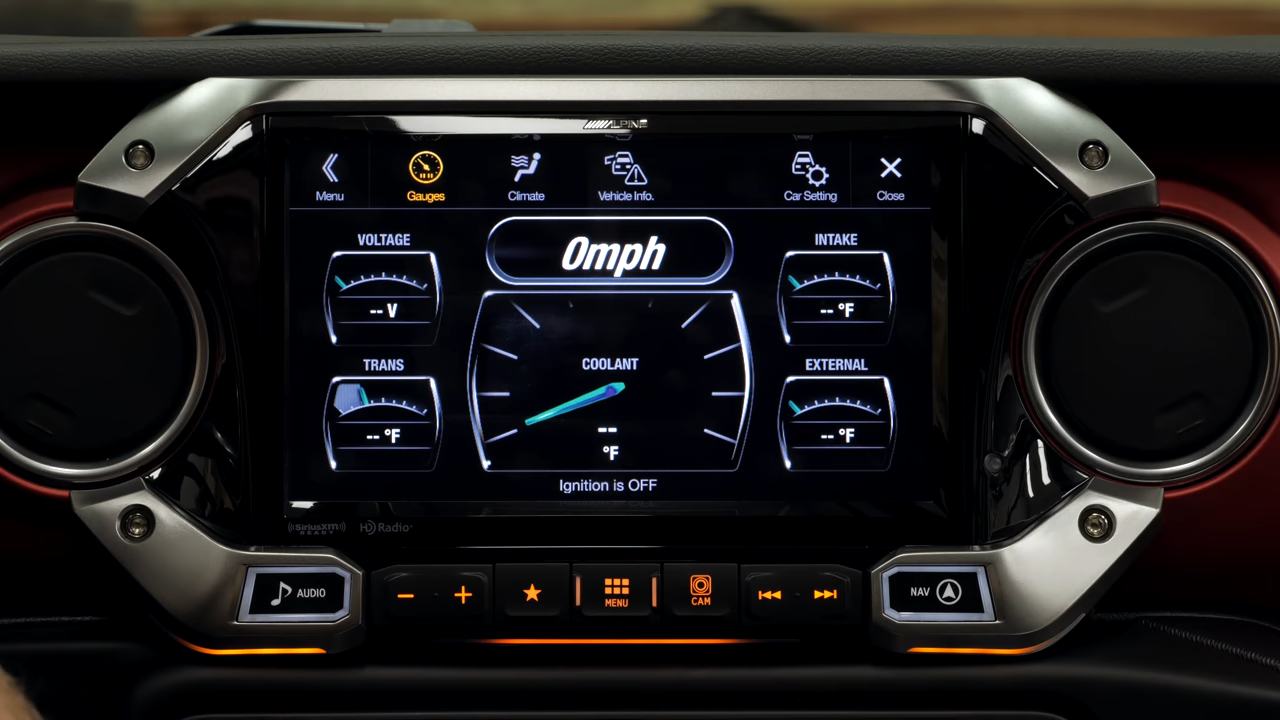 ALPINE
Menu
Gauges
Climate
Vehicle Info.
Car Setting
Close
VOLTAGE
-- V
0mph
INTAKE
-- °F
TRANS
-- °F
COOLANT
--
°F
EXTERNAL
-- °F
Ignition is OFF
SiriusXM
READY
HD Radio
AUDIO
MENU
CAM
NAV